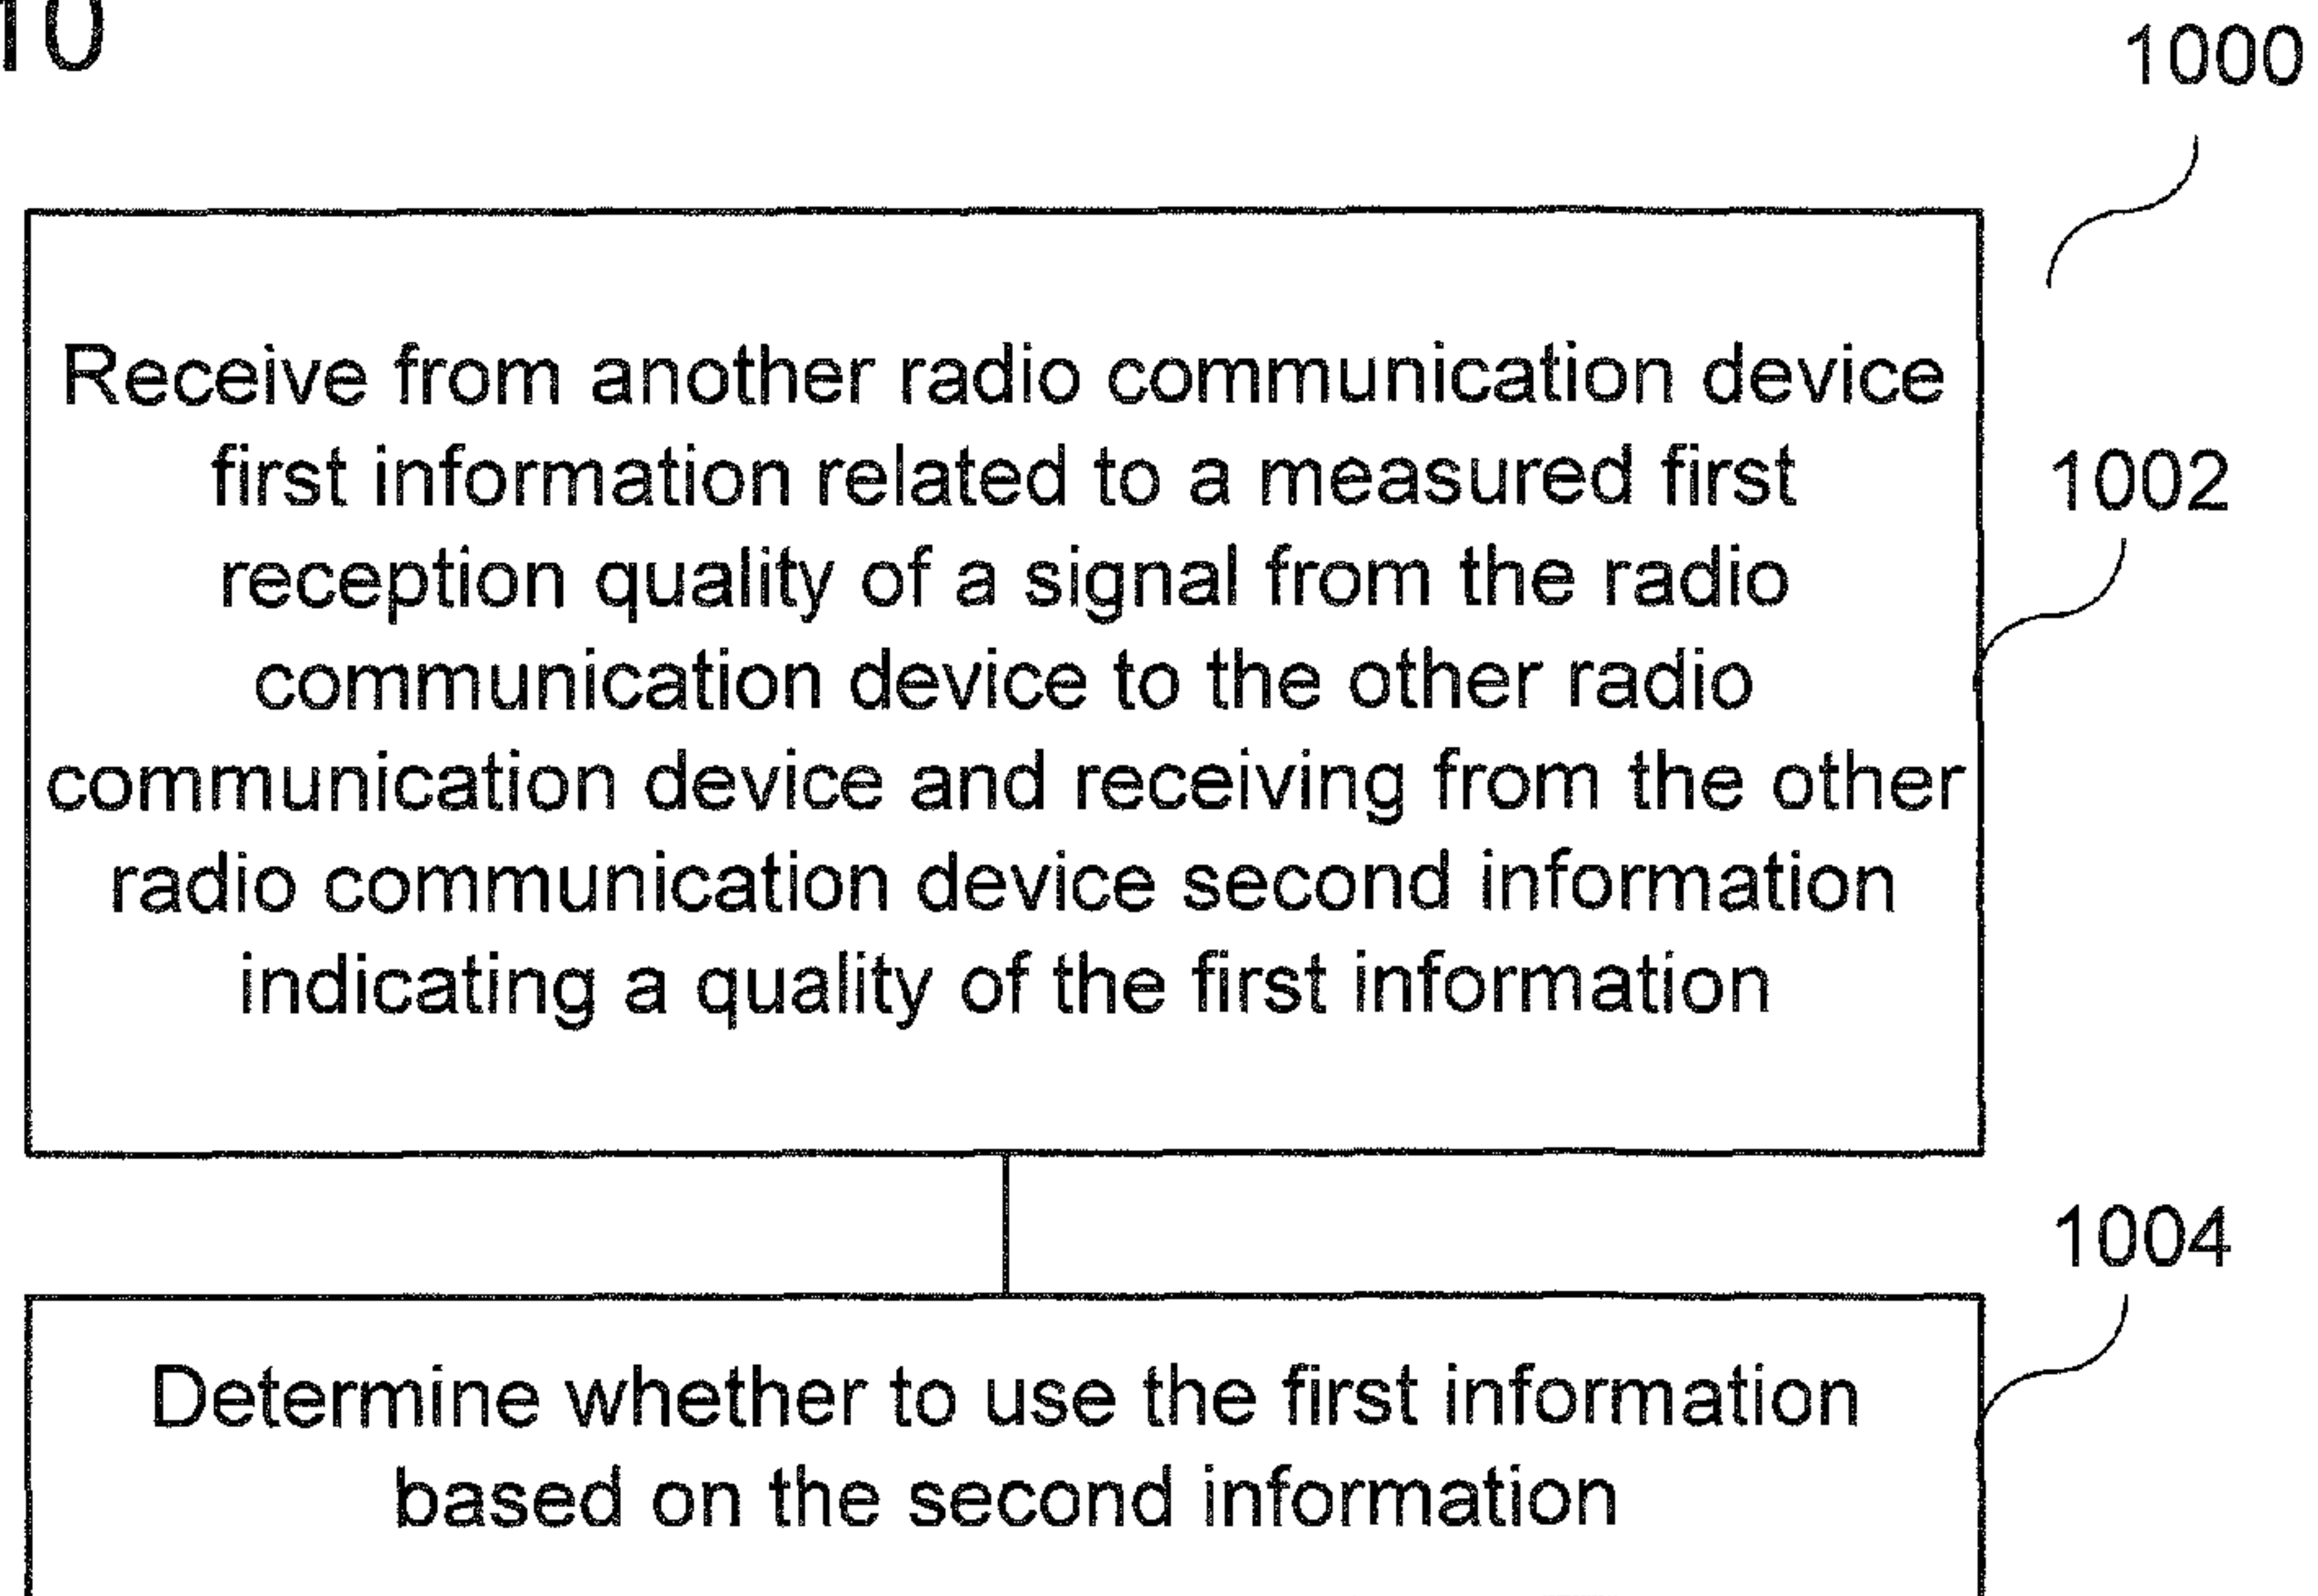 10
1000
Receive from another radio communication device
first information related to a measured first
reception quality of a signal from the radio
communication device to the other radio
communication device and receiving from the other
radio communication device second information
indicating a quality of the first information
1002
1004
Determine whether to use the first information
based on the second information